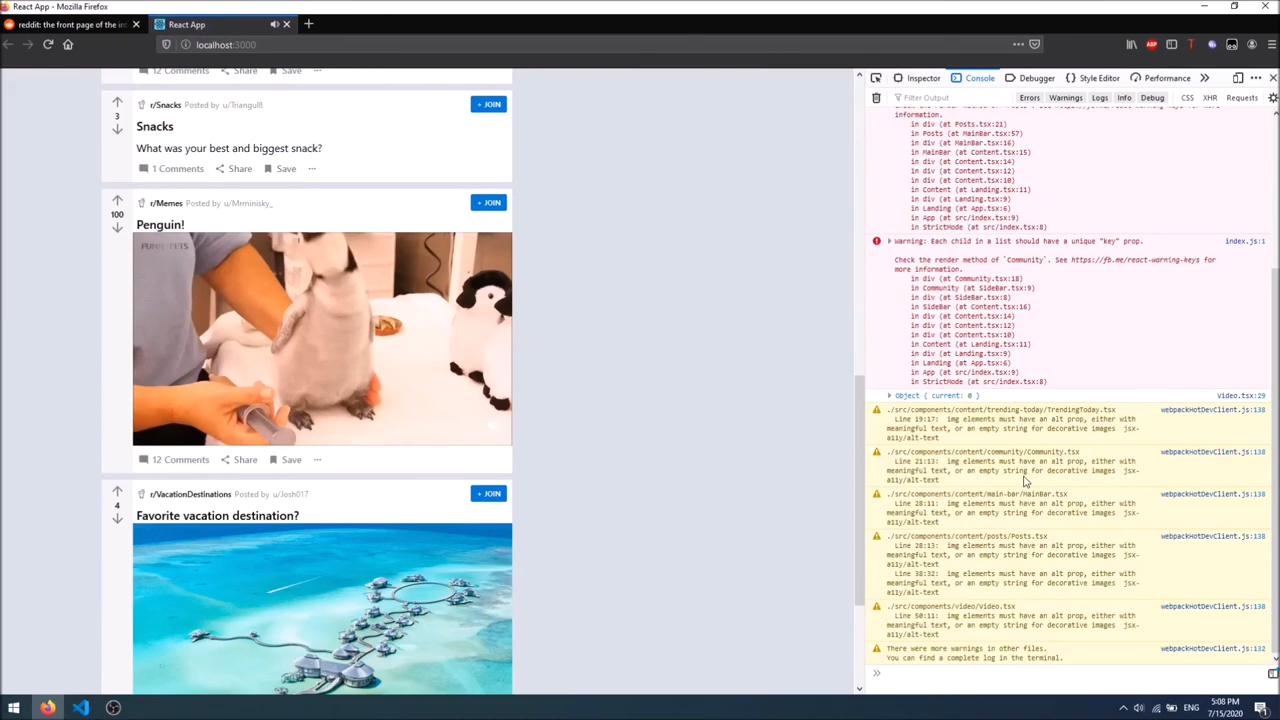 React App - Mozilla Firefox
reddit: the front page of the in
React App
localhost:3000
12 Comments Share Save ···
r/Snacks Posted by u/Triangul8
+ JOIN
3
Snacks
What was your best and biggest snack?
1 Comments Share Save ···
r/Memes Posted by u/Mrminisky_
+ JOIN
100
Penguin!
12 Comments Share Save ···
r/VacationDestinations Posted by u/Josh017
+ JOIN
4
Favorite vacation destination?
Inspector Console Debugger Style Editor Performance
Filter Output
Errors Warnings Logs Info Debug CSS XHR Requests
information.
in div (at Posts.tsx:21)
in Posts (at MainBar.tsx:57)
in div (at MainBar.tsx:16)
in MainBar (at Content.tsx:15)
in div (at Content.tsx:14)
in div (at Content.tsx:12)
in div (at Content.tsx:10)
in Content (at Landing.tsx:11)
in div (at Landing.tsx:9)
in Landing (at App.tsx:6)
in App (at src/index.tsx:9)
in StrictMode (at src/index.tsx:8)
Warning: Each child in a list should have a unique "key" prop.
index.js:1
Check the render method of `Community`. See https://fb.me/react-warning-keys for
more information.
in div (at Community.tsx:18)
in Community (at SideBar.tsx:9)
in div (at SideBar.tsx:8)
in SideBar (at Content.tsx:16)
in div (at Content.tsx:14)
in div (at Content.tsx:12)
in div (at Content.tsx:10)
in Content (at Landing.tsx:11)
in div (at Landing.tsx:9)
in Landing (at App.tsx:6)
in App (at src/index.tsx:9)
in StrictMode (at src/index.tsx:8)
Object { current: 0 }
Video.tsx:29
./src/components/content/trending-today/TrendingToday.tsx
webpackHotDevClient.js:138
Line 19:17: img elements must have an alt prop, either with
meaningful text, or an empty string for decorative images jsx-
a11y/alt-text
./src/components/content/community/Community.tsx
webpackHotDevClient.js:138
Line 21:13: img elements must have an alt prop, either with
meaningful text, or an empty string for decorative images jsx-
a11y/alt-text
./src/components/content/main-bar/MainBar.tsx
webpackHotDevClient.js:138
Line 28:11: img elements must have an alt prop, either with
meaningful text, or an empty string for decorative images jsx-
a11y/alt-text
./src/components/content/posts/Posts.tsx
webpackHotDevClient.js:138
Line 28:13: img elements must have an alt prop, either with
meaningful text, or an empty string for decorative images jsx-
a11y/alt-text
Line 38:32: img elements must have an alt prop, either with
meaningful text, or an empty string for decorative images jsx-
a11y/alt-text
./src/components/video/video.tsx
webpackHotDevClient.js:138
Line 50:11: img elements must have an alt prop, either with
meaningful text, or an empty string for decorative images jsx-
a11y/alt-text
There were more warnings in other files.
webpackHotDevClient.js:132
You can find a complete log in the terminal.
ENG
5:08 PM
7/15/2020